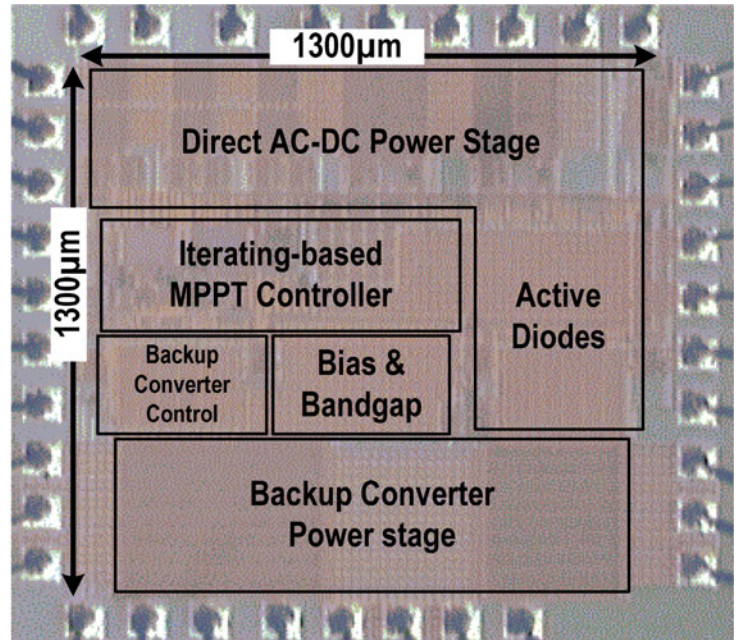 1300μm
Direct AC-DC Power Stage
1300μm
Iterating-based
MPPT Controller
Active
Diodes
Backup
Converter
Control
Bias &
Bandgap
Backup Converter
Power stage